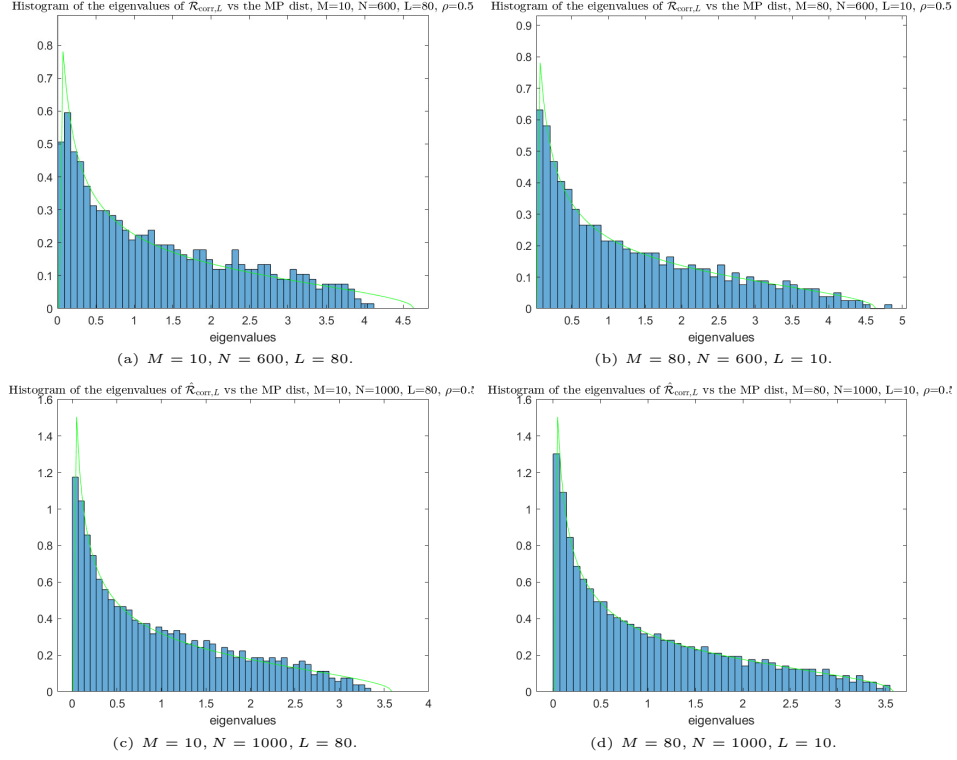 Histogram of the eigenvalues of 𝓡corr,L vs the MP dist, M=10, N=600, L=80, ρ=0.5
0.8
0.7
0.6
0.5
0.4
0.3
0.2
0.1
0
0 0.5 1 1.5 2 2.5 3 3.5 4 4.5
eigenvalues
(a) M = 10, N = 600, L = 80.
Histogram of the eigenvalues of 𝓡corr,L vs the MP dist, M=80, N=600, L=10, ρ=0.5
0.9
0.8
0.7
0.6
0.5
0.4
0.3
0.2
0.1
0
0.5 1 1.5 2 2.5 3 3.5 4 4.5 5
eigenvalues
(b) M = 80, N = 600, L = 10.
Histogram of the eigenvalues of 𝓡̂corr,L vs the MP dist, M=10, N=1000, L=80, ρ=0.
1.6
1.4
1.2
1
0.8
0.6
0.4
0.2
0
0 0.5 1 1.5 2 2.5 3 3.5 4
eigenvalues
(c) M = 10, N = 1000, L = 80.
Histogram of the eigenvalues of 𝓡̂corr,L vs the MP dist, M=80, N=1000, L=10, ρ=0.
1.6
1.4
1.2
1
0.8
0.6
0.4
0.2
0
0 0.5 1 1.5 2 2.5 3 3.5
eigenvalues
(d) M = 80, N = 1000, L = 10.